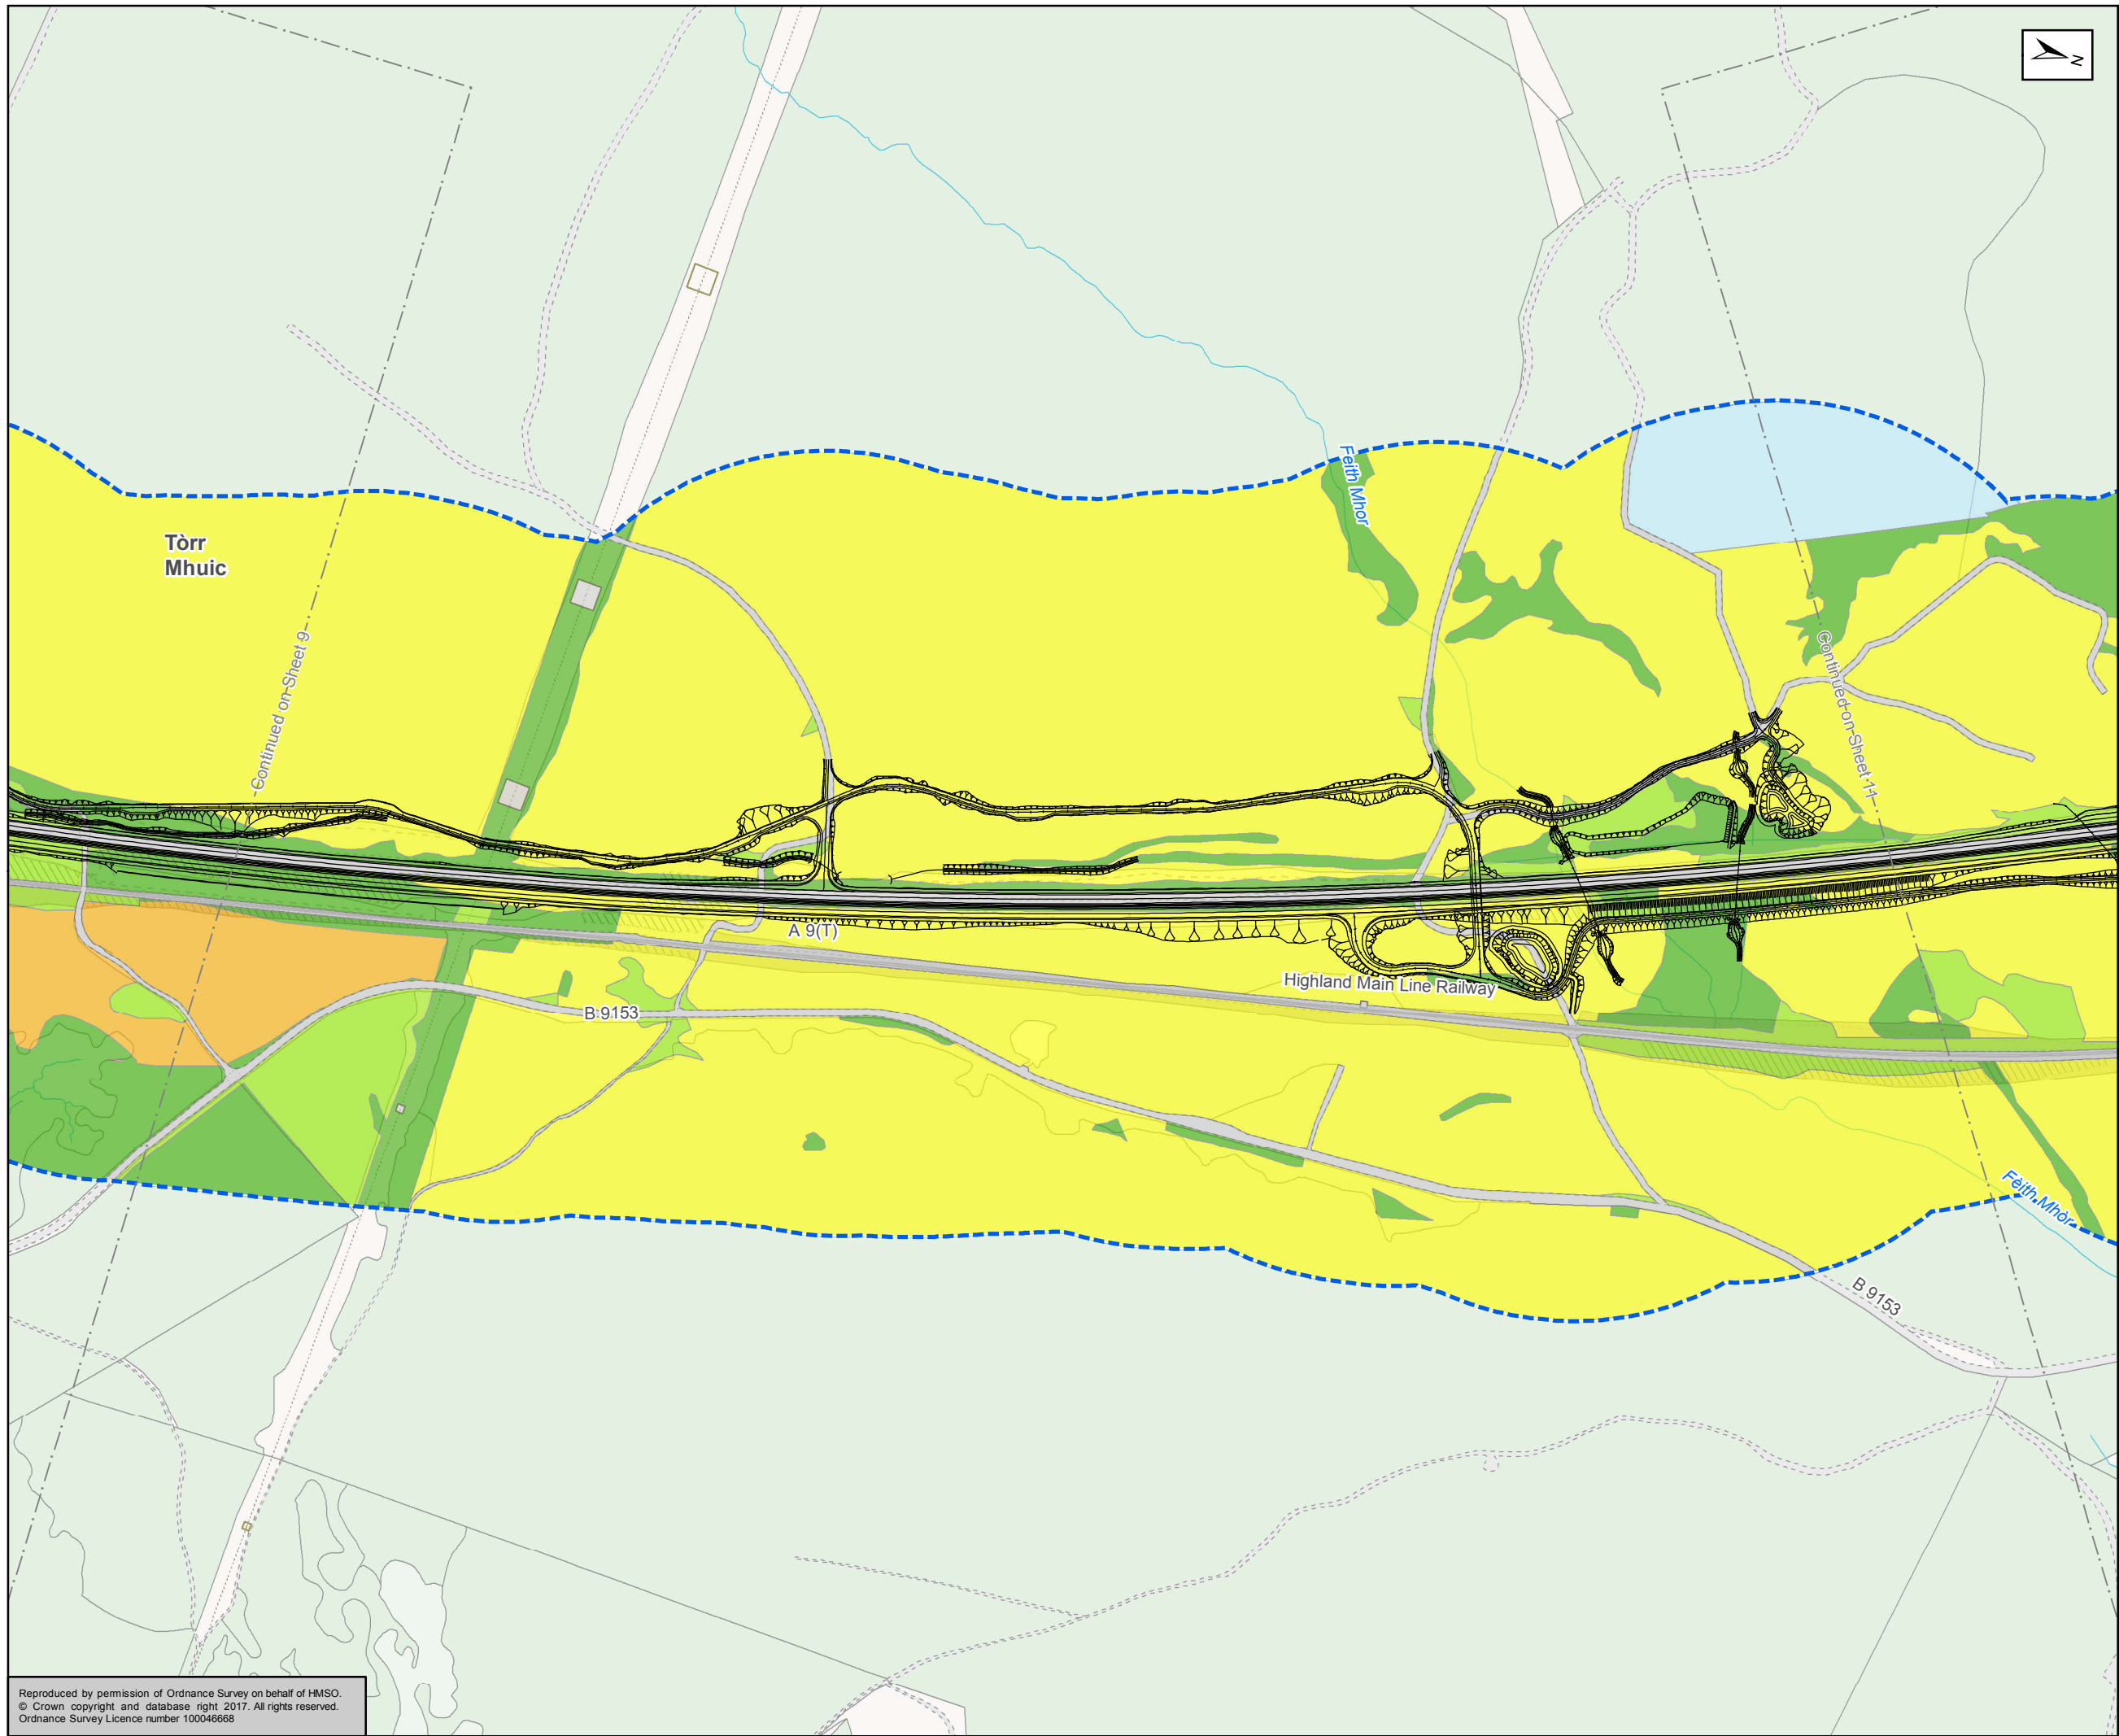 N
Feith Mhor
Tòrr
Mhuic
Continued on Sheet 9
Continued on Sheet 11
A 9(T)
Highland Main Line Railway
B 9153
Fèith Mhòr
B 9153
Reproduced by permission of Ordnance Survey on behalf of HMSO.
© Crown copyright and database right 2017. All rights reserved.
Ordnance Survey Licence number 100046668